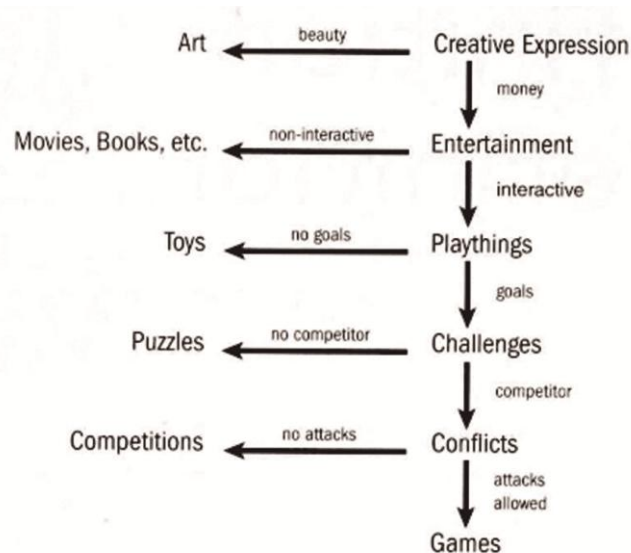 Art
beauty
Creative Expression
money
Movies, Books, etc.
non-interactive
Entertainment
interactive
Toys
no goals
Playthings
goals
Puzzles
no competitor
Challenges
competitor
Competitions
no attacks
Conflicts
attacks
allowed
Games